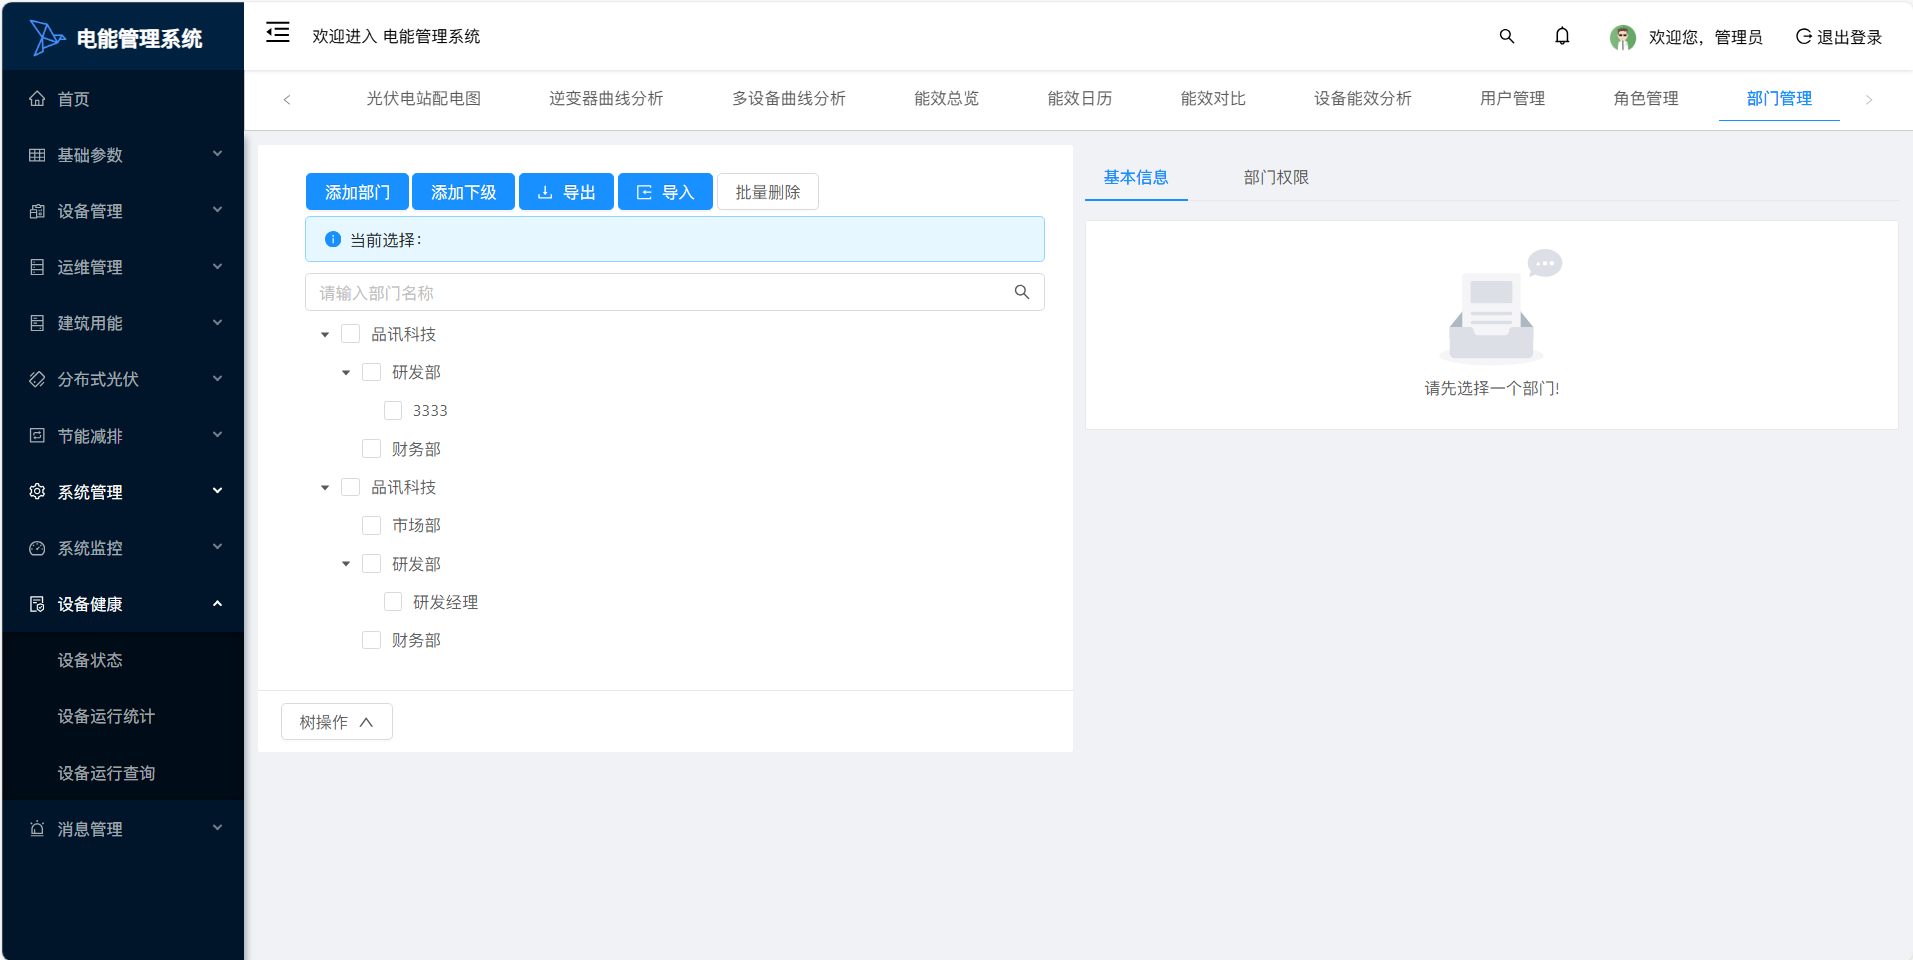 电能管理系统
欢迎进入 电能管理系统
欢迎您，管理员
退出登录
首页
基础参数
设备管理
运维管理
建筑用能
分布式光伏
节能减排
系统管理
系统监控
设备健康
设备状态
设备运行统计
设备运行查询
消息管理
光伏电站配电图
逆变器曲线分析
多设备曲线分析
能效总览
能效日历
能效对比
设备能效分析
用户管理
角色管理
部门管理
添加部门
添加下级
导出
导入
批量删除
当前选择：
请输入部门名称
品讯科技
研发部
3333
财务部
品讯科技
市场部
研发部
研发经理
财务部
树操作
基本信息
部门权限
请先选择一个部门!